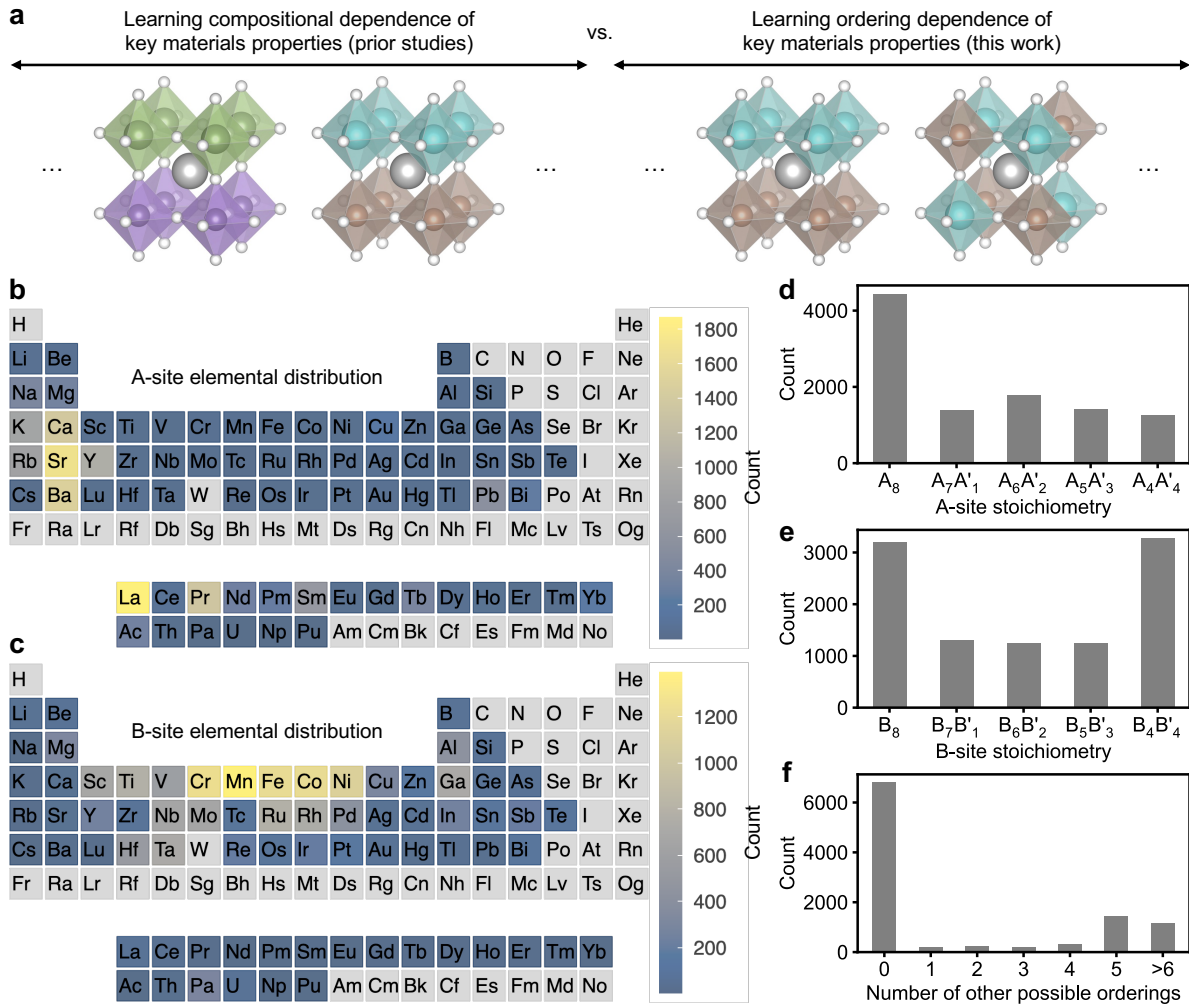 a
Learning compositional dependence of
key materials properties (prior studies)
vs.
Learning ordering dependence of
key materials properties (this work)
... ... ... ...
b
A-site elemental distribution
H He
Li Be B C N O F Ne
Na Mg Al Si P S Cl Ar
K Ca Sc Ti V Cr Mn Fe Co Ni Cu Zn Ga Ge As Se Br Kr
Rb Sr Y Zr Nb Mo Tc Ru Rh Pd Ag Cd In Sn Sb Te I Xe
Cs Ba Lu Hf Ta W Re Os Ir Pt Au Hg Tl Pb Bi Po At Rn
Fr Ra Lr Rf Db Sg Bh Hs Mt Ds Rg Cn Nh Fl Mc Lv Ts Og
La Ce Pr Nd Pm Sm Eu Gd Tb Dy Ho Er Tm Yb
Ac Th Pa U Np Pu Am Cm Bk Cf Es Fm Md No
1800
1600
1400
1200
1000
800
600
400
200
Count
c
B-site elemental distribution
H He
Li Be B C N O F Ne
Na Mg Al Si P S Cl Ar
K Ca Sc Ti V Cr Mn Fe Co Ni Cu Zn Ga Ge As Se Br Kr
Rb Sr Y Zr Nb Mo Tc Ru Rh Pd Ag Cd In Sn Sb Te I Xe
Cs Ba Lu Hf Ta W Re Os Ir Pt Au Hg Tl Pb Bi Po At Rn
Fr Ra Lr Rf Db Sg Bh Hs Mt Ds Rg Cn Nh Fl Mc Lv Ts Og
La Ce Pr Nd Pm Sm Eu Gd Tb Dy Ho Er Tm Yb
Ac Th Pa U Np Pu Am Cm Bk Cf Es Fm Md No
1200
1000
800
600
400
200
Count
d
Count
4000
2000
0
A₈ A₇A'₁ A₆A'₂ A₅A'₃ A₄A'₄
A-site stoichiometry
e
Count
3000
2000
1000
0
B₈ B₇B'₁ B₆B'₂ B₅B'₃ B₄B'₄
B-site stoichiometry
f
Count
6000
4000
2000
0
0 1 2 3 4 5 >6
Number of other possible orderings